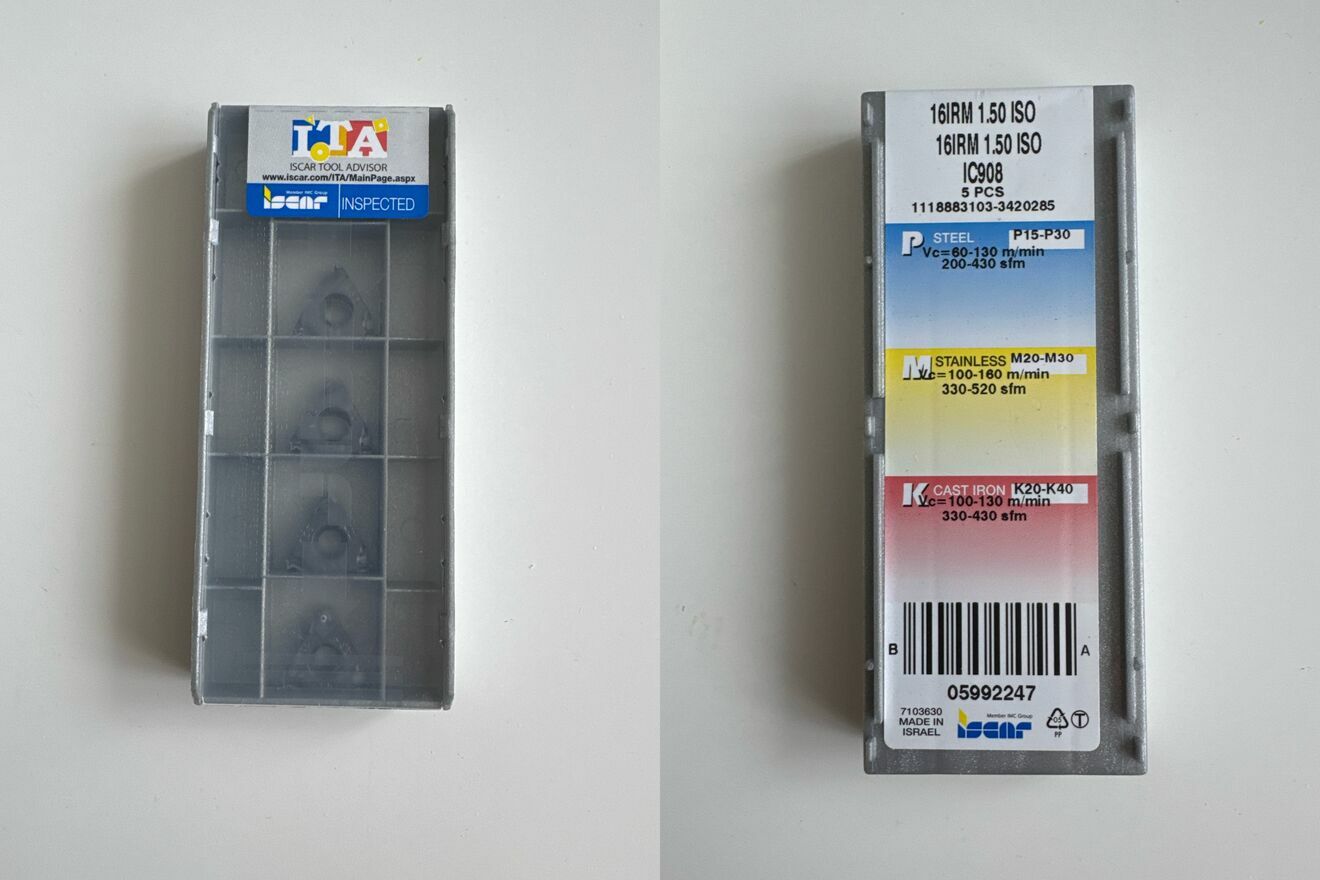 ITA
ISCAR TOOL ADVISOR
www.iscar.com/ITA/MainPage.aspx
Member IMC Group
iscar INSPECTED
16IRM 1.50 ISO
16IRM 1.50 ISO
IC908
5 PCS
1118883103-3420285
P STEEL P15-P30
Vc=60-130 m/min
200-430 sfm
M STAINLESS M20-M30
Vc=100-160 m/min
330-520 sfm
K CAST IRON K20-K40
Vc=100-130 m/min
330-430 sfm
B A
05992247
7103630
MADE IN
ISRAEL
Member IMC Group
iscar
05
PP
T